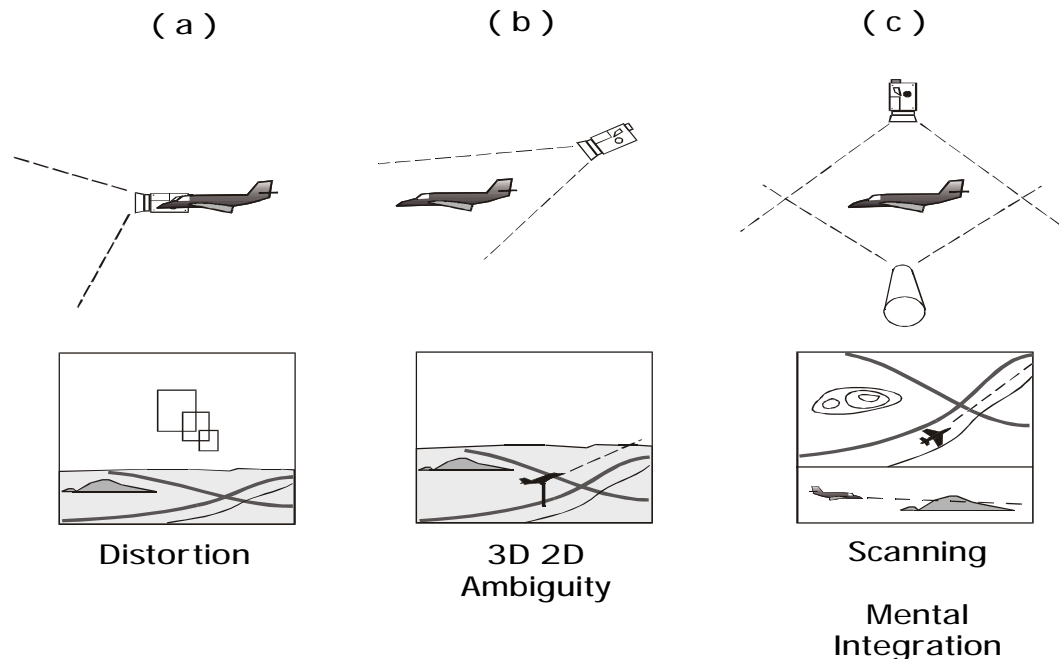 ( a )
( b )
( c )
Distortion
3D 2D
Ambiguity
Scanning
Mental
Integration